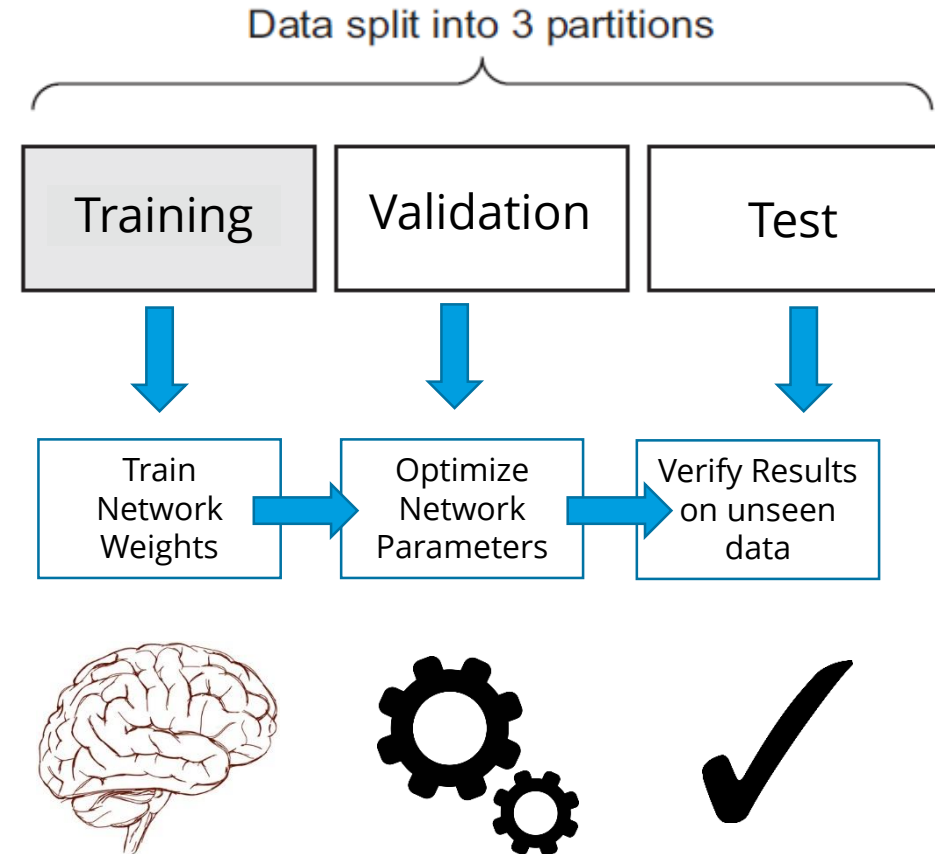 Data split into 3 partitions
Training
Validation
Test
Train
Network
Weights
Optimize
Network
Parameters
Verify Results
on unseen
data